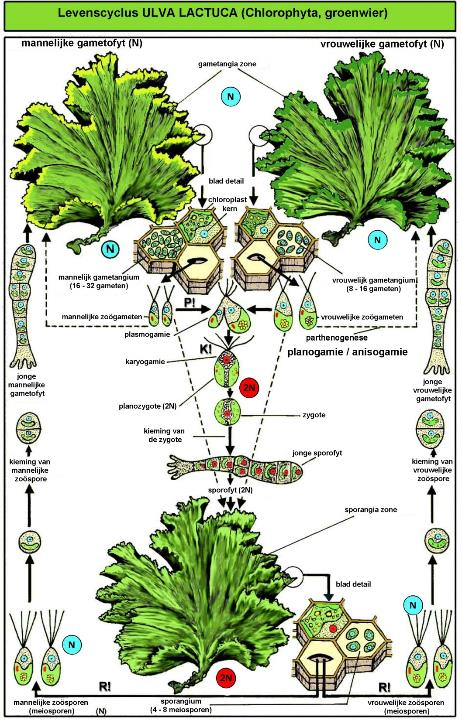 Levenscyclus ULVA LACTUCA (Chlorophyta, groenwier)
mannelijke gametofyt (N)
vrouwelijke gametofyt (N)
gametangia zone
N
blad detail
chloroplast
kern
N
N
mannelijk gametangium
(16 - 32 gameten)
vrouwelijk gametangium
(8 - 16 gameten)
P!
mannelijke zoögameten
vrouwelijke zoögameten
plasmogamie
parthenogenese
K!
planogamie / anisogamie
karyogamie
jonge
mannelijke
gametofyt
jonge
vrouwelijke
gametofyt
2N
planozygote (2N)
zygote
kieming van
de zygote
kieming van
mannelijke
zoöspore
kieming van
vrouwelijke
zoöspore
jonge sporofyt
sporofyt (2N)
sporangia zone
blad detail
N
N
2N
R!
R!
mannelijke zoösporen
(meiosporen)
(N)
sporangium
(4 - 8 meiosporen)
vrouwelijke zoösporen
(meiosporen)